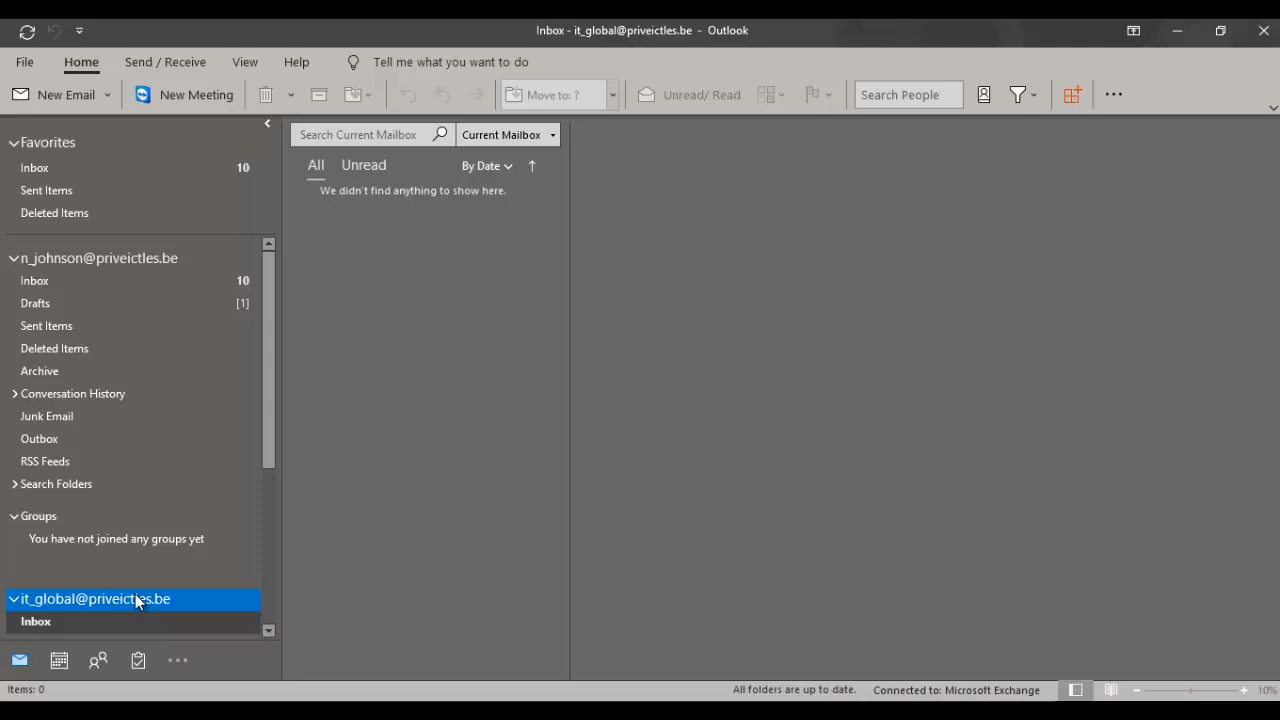 Inbox - it_global@priveictles.be - Outlook
File Home Send / Receive View Help Tell me what you want to do
New Email New Meeting Move to: ? Unread/ Read Search People
Favorites
Inbox 10
Sent Items
Deleted Items
n_johnson@priveictles.be
Inbox 10
Drafts [1]
Sent Items
Deleted Items
Archive
Conversation History
Junk Email
Outbox
RSS Feeds
Search Folders
Groups
You have not joined any groups yet
it_global@priveictles.be
Inbox
Search Current Mailbox Current Mailbox
All Unread By Date
We didn't find anything to show here.
Items: 0 All folders are up to date. Connected to: Microsoft Exchange 10%